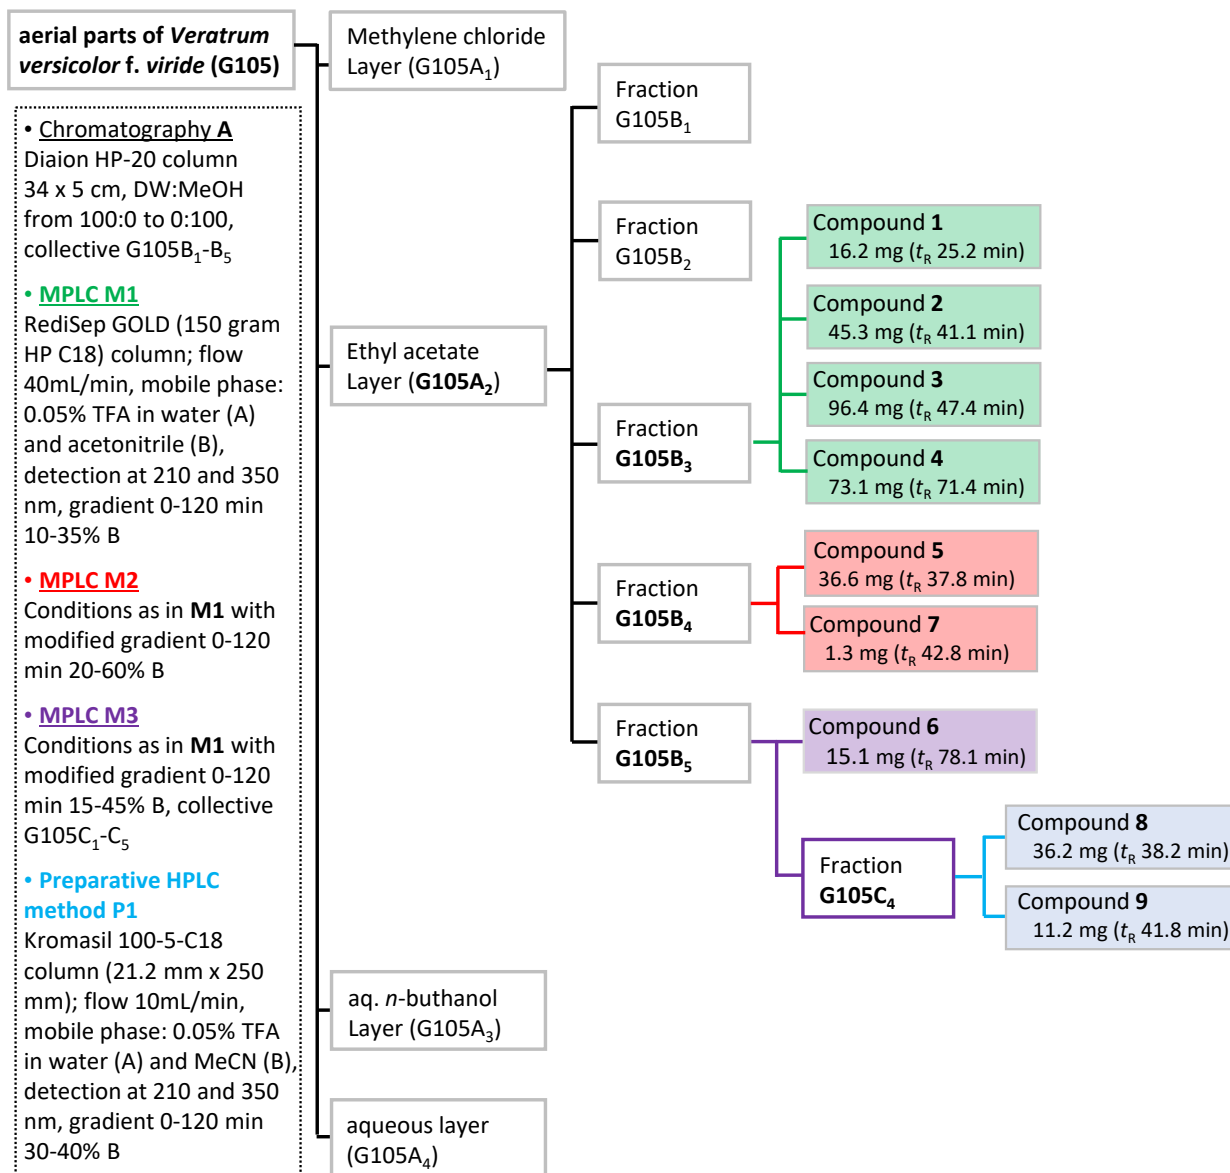 aerial parts of Veratrum
versicolor f. viride (G105)
• Chromatography A
Diaion HP-20 column
34 x 5 cm, DW:MeOH
from 100:0 to 0:100,
collective G105B₁-B₅
• MPLC M1
RediSep GOLD (150 gram
HP C18) column; flow
40mL/min, mobile phase:
0.05% TFA in water (A)
and acetonitrile (B),
detection at 210 and 350
nm, gradient 0-120 min
10-35% B
• MPLC M2
Conditions as in M1 with
modified gradient 0-120
min 20-60% B
• MPLC M3
Conditions as in M1 with
modified gradient 0-120
min 15-45% B, collective
G105C₁-C₅
• Preparative HPLC
method P1
Kromasil 100-5-C18
column (21.2 mm x 250
mm); flow 10mL/min,
mobile phase: 0.05% TFA
in water (A) and MeCN (B),
detection at 210 and 350
nm, gradient 0-120 min
30-40% B
Methylene chloride
Layer (G105A₁)
Ethyl acetate
Layer (G105A₂)
aq. n-buthanol
Layer (G105A₃)
aqueous layer
(G105A₄)
Fraction
G105B₁
Fraction
G105B₂
Fraction
G105B₃
Fraction
G105B₄
Fraction
G105B₅
Compound 1
16.2 mg (tR 25.2 min)
Compound 2
45.3 mg (tR 41.1 min)
Compound 3
96.4 mg (tR 47.4 min)
Compound 4
73.1 mg (tR 71.4 min)
Compound 5
36.6 mg (tR 37.8 min)
Compound 7
1.3 mg (tR 42.8 min)
Compound 6
15.1 mg (tR 78.1 min)
Fraction
G105C₄
Compound 8
36.2 mg (tR 38.2 min)
Compound 9
11.2 mg (tR 41.8 min)